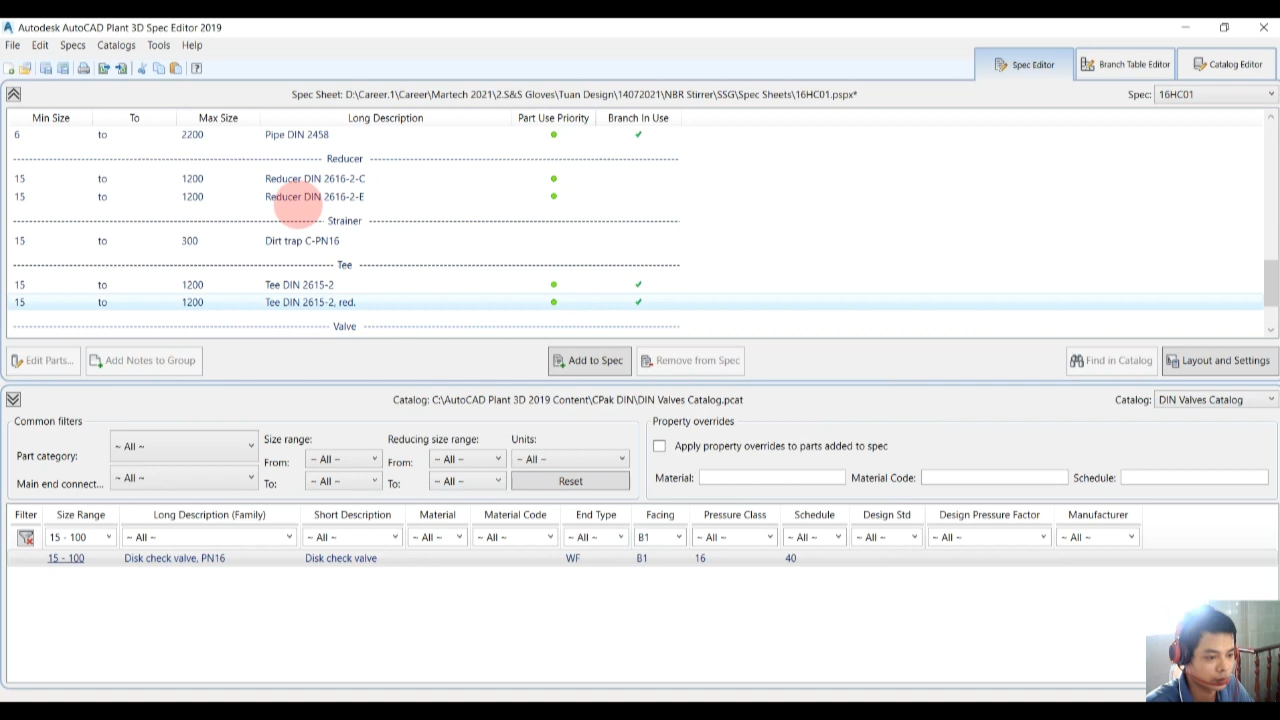 Autodesk AutoCAD Plant 3D Spec Editor 2019
File Edit Specs Catalogs Tools Help
Spec Editor Branch Table Editor Catalog Editor
Spec Sheet: D:\Career.1\Career\Martech 2021\2.S&S Gloves\Tuan Design\14072021\NBR Stirrer\SSG\Spec Sheets\16HC01.pspx* Spec: 16HC01
Min Size To Max Size Long Description Part Use Priority Branch In Use
6 to 2200 Pipe DIN 2458
Reducer
15 to 1200 Reducer DIN 2616-2-C
15 to 1200 Reducer DIN 2616-2-E
Strainer
15 to 300 Dirt trap C-PN16
Tee
15 to 1200 Tee DIN 2615-2
15 to 1200 Tee DIN 2615-2, red.
Valve
Edit Parts... Add Notes to Group Add to Spec Remove from Spec Find in Catalog Layout and Settings
Catalog: C:\AutoCAD Plant 3D 2019 Content\CPak DIN\DIN Valves Catalog.pcat Catalog: DIN Valves Catalog
Common filters Property overrides
Part category: ~ All ~ Size range: Reducing size range: Units: Apply property overrides to parts added to spec
From: ~ All ~ From: ~ All ~ ~ All ~
Main end connect... ~ All ~ To: ~ All ~ To: ~ All ~ Reset Material: Material Code: Schedule:
Filter Size Range Long Description (Family) Short Description Material Material Code End Type Facing Pressure Class Schedule Design Std Design Pressure Factor Manufacturer
15 - 100 ~ All ~ ~ All ~ ~ All ~ ~ All ~ ~ All ~ B1 ~ All ~ ~ All ~ ~ All ~ ~ All ~ ~ All ~
15 - 100 Disk check valve, PN16 Disk check valve WF B1 16 40